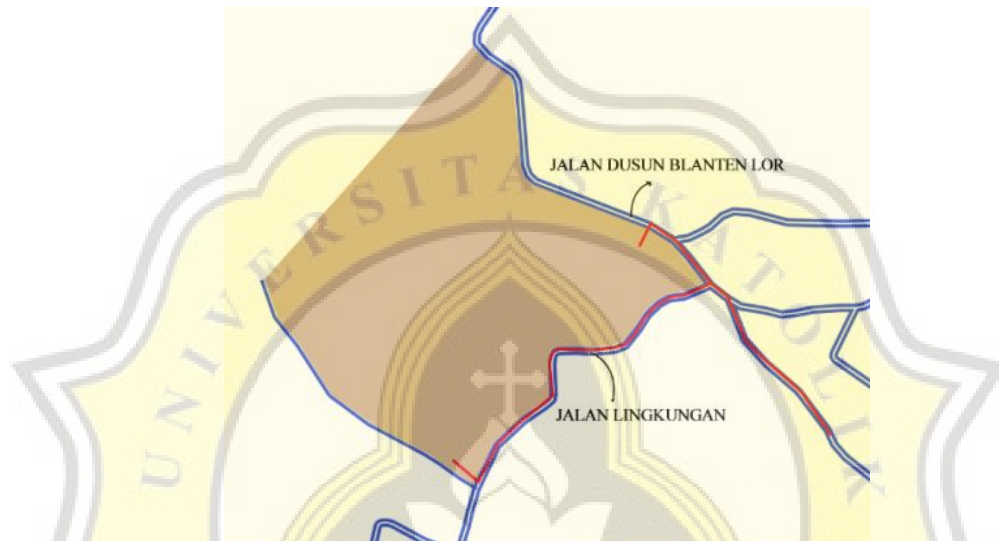 JALAN DUSUN BLANTEN LOR
UNIVERSITAS KATOLIK
JALAN LINGKUNGAN